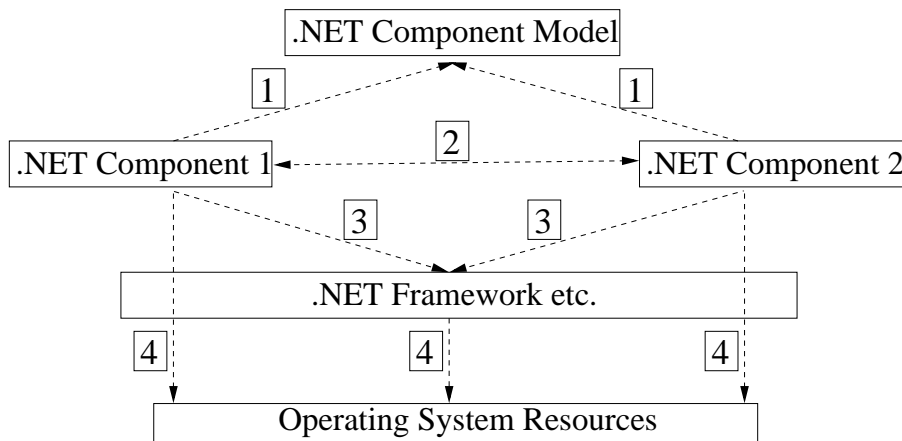 .NET Component Model
1
1
2
.NET Component 1
.NET Component 2
3
3
.NET Framework etc.
4
4
4
Operating System Resources